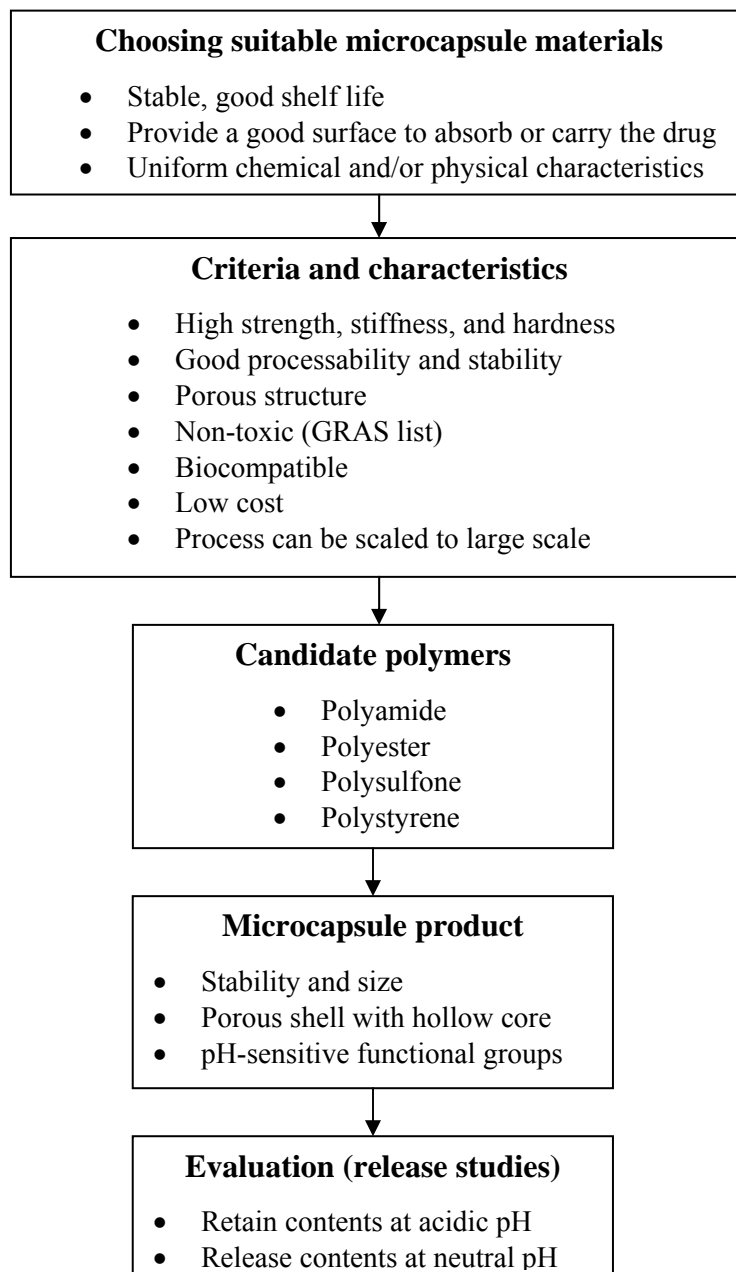 Choosing suitable microcapsule materials
• Stable, good shelf life
• Provide a good surface to absorb or carry the drug
• Uniform chemical and/or physical characteristics
Criteria and characteristics
• High strength, stiffness, and hardness
• Good processability and stability
• Porous structure
• Non-toxic (GRAS list)
• Biocompatible
• Low cost
• Process can be scaled to large scale
Candidate polymers
• Polyamide
• Polyester
• Polysulfone
• Polystyrene
Microcapsule product
• Stability and size
• Porous shell with hollow core
• pH-sensitive functional groups
Evaluation (release studies)
• Retain contents at acidic pH
• Release contents at neutral pH